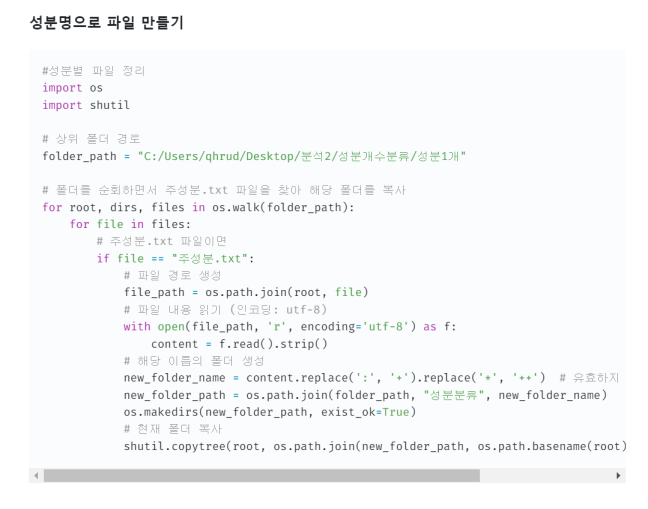 성분명으로 파일 만들기
#성분별 파일 정리
import os
import shutil
# 상위 폴더 경로
folder_path = "C:/Users/qhrud/Desktop/분석2/성분개수분류/성분1개"
# 폴더를 순회하면서 주성분.txt 파일을 찾아 해당 폴더를 복사
for root, dirs, files in os.walk(folder_path):
    for file in files:
        # 주성분.txt 파일이면
        if file == "주성분.txt":
            # 파일 경로 생성
            file_path = os.path.join(root, file)
            # 파일 내용 읽기 (인코딩: utf-8)
            with open(file_path, 'r', encoding='utf-8') as f:
                content = f.read().strip()
            # 해당 이름의 폴더 생성
            new_folder_name = content.replace(':', '+').replace('+', '++')  # 유효하지
            new_folder_path = os.path.join(folder_path, "성분분류", new_folder_name)
            os.makedirs(new_folder_path, exist_ok=True)
            # 현재 폴더 복사
            shutil.copytree(root, os.path.join(new_folder_path, os.path.basename(root)